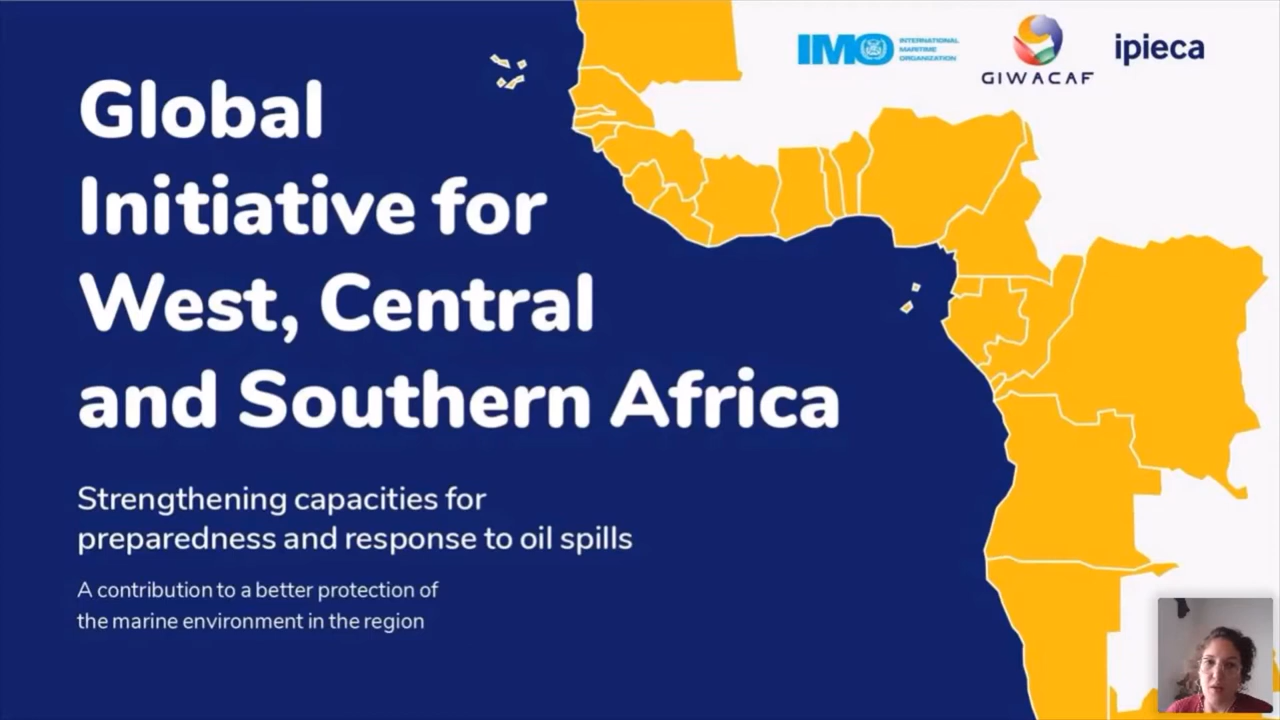 IMO
INTERNATIONAL
MARITIME
ORGANIZATION
GIWACAF
ipieca
Global
Initiative for
West, Central
and Southern Africa
Strengthening capacities for
preparedness and response to oil spills
A contribution to a better protection of
the marine environment in the region